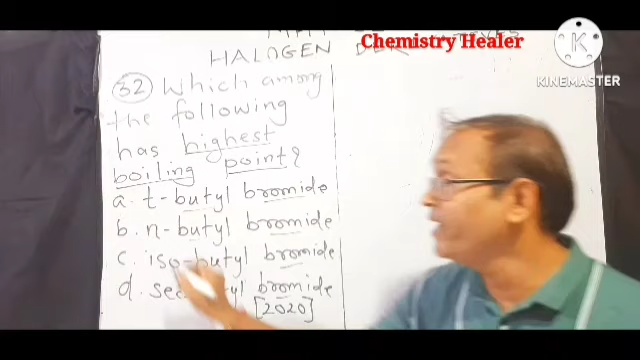 Chemistry Healer
HALOGEN
K
KINEMASTER
32 Which among
the following
has highest
boiling point?
a. t-butyl bromide
b. n-butyl bromide
c. iso-butyl bromide
d. butyl bromide
[2020]